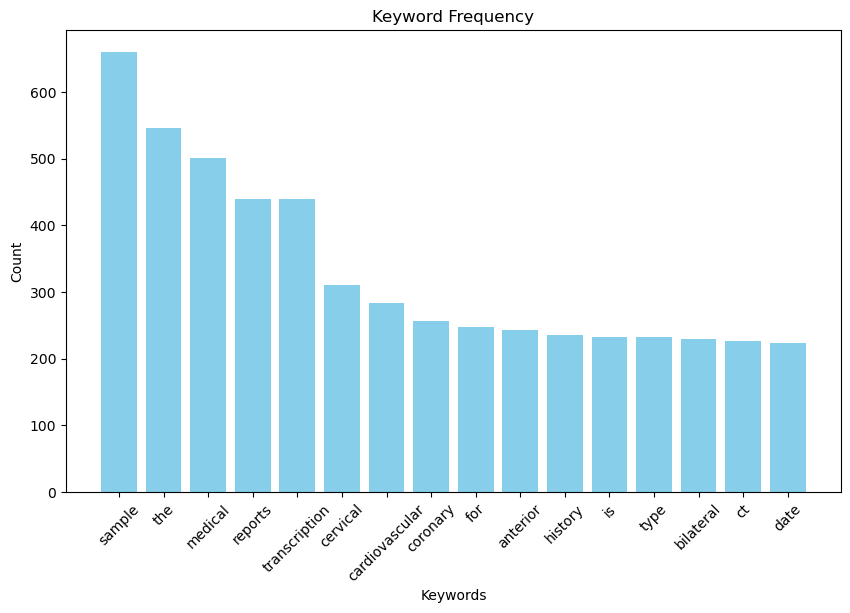 Keyword Frequency
Count
600
500
400
300
200
100
0
sample
the
medical
reports
transcription
cervical
cardiovascular
coronary
for
anterior
history
is
type
bilateral
ct
date
Keywords